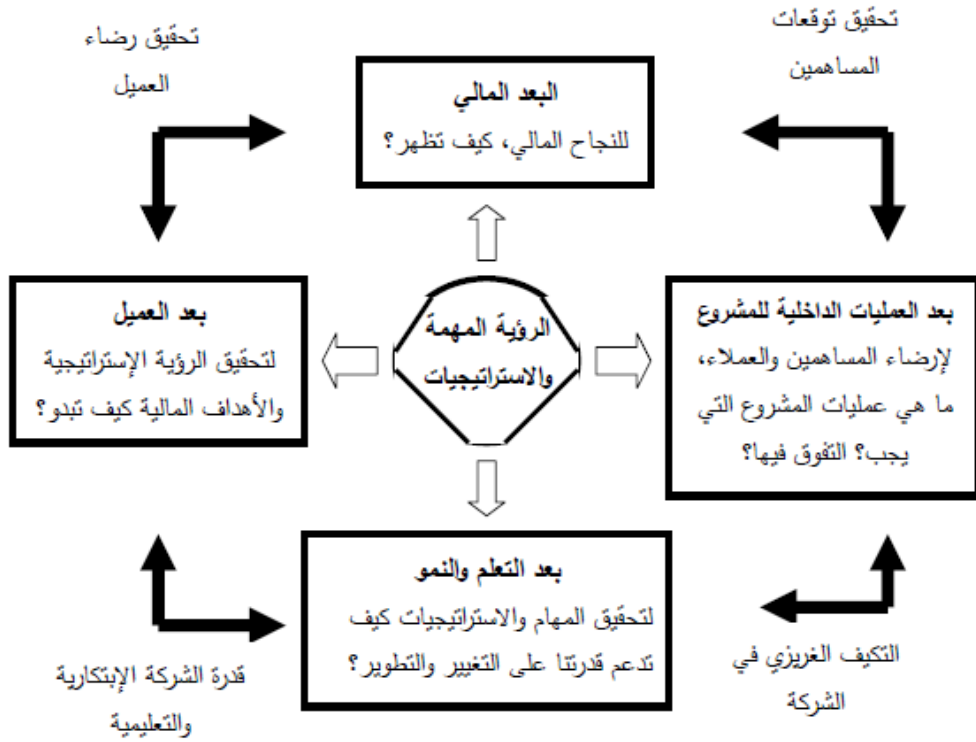 تحقيق توقعات
المساهمين
تحقيق رضاء
العميل
البعد المالي
للنجاح المالي، كيف تظهر؟
بعد العمليات الداخلية للمشروع
لإرضاء المساهمين والعملاء،
ما هي عمليات المشروع التي
يجب؟ التفوق فيها؟
الرؤية المهمة
والاستراتيجيات
بعد العميل
لتحقيق الرؤية الإستراتيجية
والأهداف المالية كيف تبدو؟
بعد التعلم والنمو
لتحقيق المهام والاستراتيجيات كيف
تدعم قدرتنا على التغيير والتطوير؟
التكيف الغريزي في
الشركة
قدرة الشركة الإبتكارية
والتعليمية